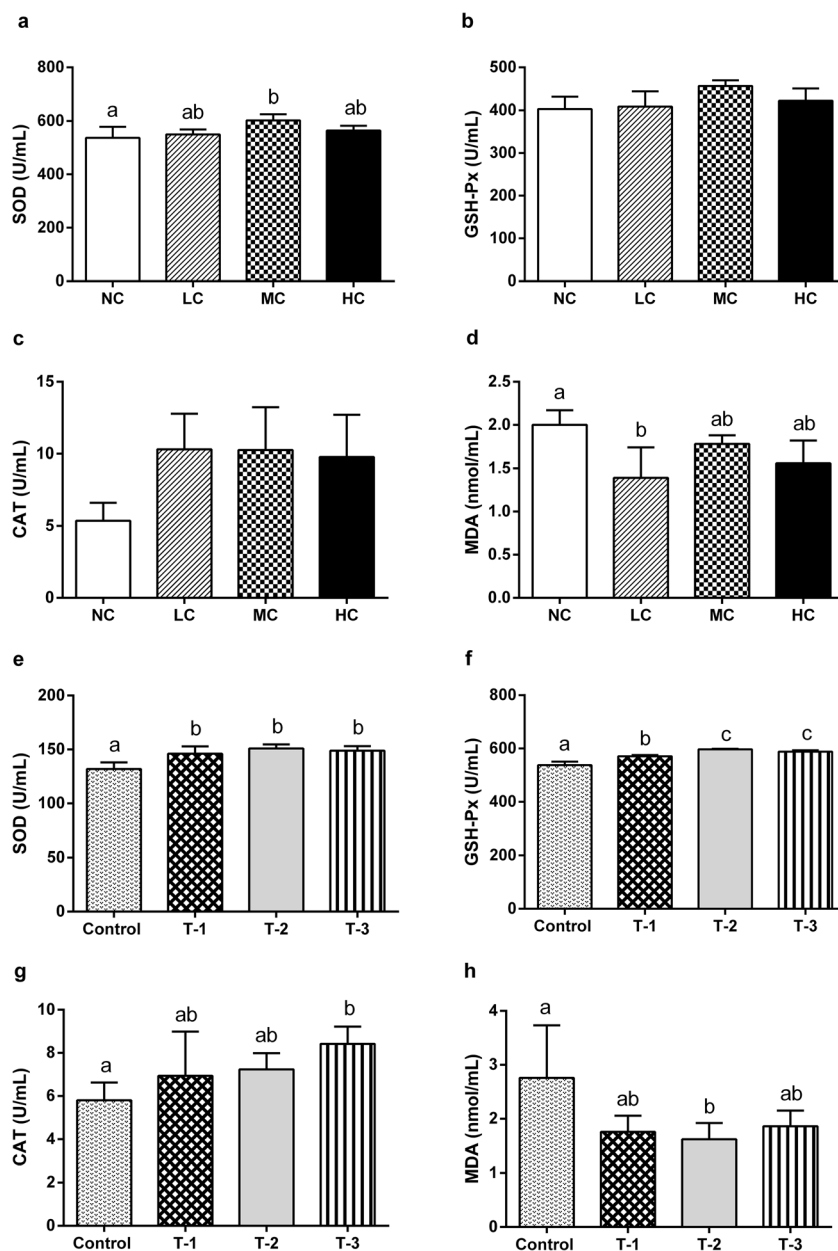 a
SOD (U/mL)
800
600
400
200
0
a
ab
b
ab
NC
LC
MC
HC
b
GSH-Px (U/mL)
500
400
300
200
100
0
NC
LC
MC
HC
c
CAT (U/mL)
15
10
5
0
NC
LC
MC
HC
d
MDA (nmol/mL)
2.5
2.0
1.5
1.0
0.5
0.0
a
b
ab
ab
NC
LC
MC
HC
e
SOD (U/mL)
200
150
100
50
0
a
b
b
b
Control
T-1
T-2
T-3
f
GSH-Px (U/mL)
800
600
400
200
0
a
b
c
c
Control
T-1
T-2
T-3
g
CAT (U/mL)
10
8
6
4
2
0
a
ab
ab
b
Control
T-1
T-2
T-3
h
MDA (nmol/mL)
4
3
2
1
0
a
ab
b
ab
Control
T-1
T-2
T-3